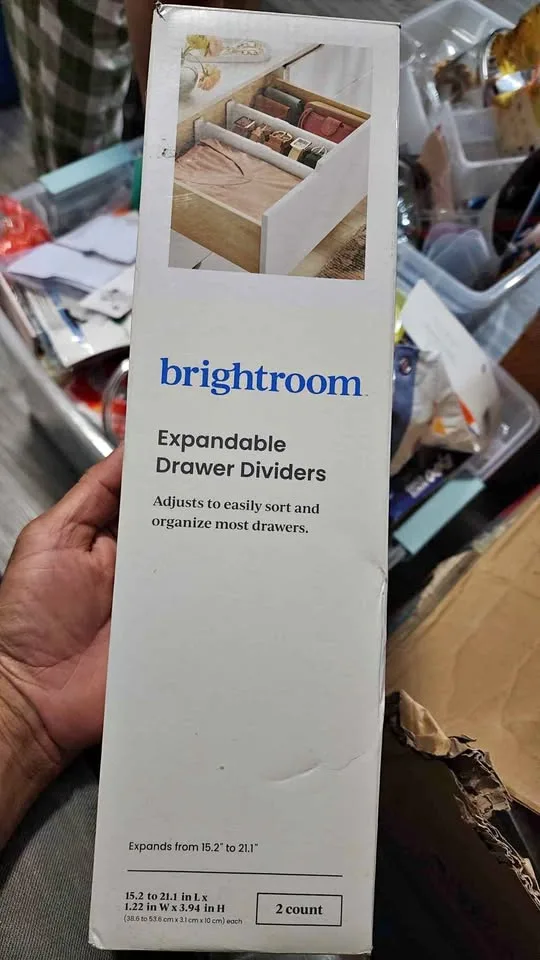 brightroom
Expandable
Drawer Dividers
Adjusts to easily sort and
organize most drawers.
Expands from 15.2" to 21.1"
15.2 to 21.1 in L x
1.22 in W x 3.94 in H
(38.6 to 53.6 cm x 3.1 cm x 10 cm) each
2 count